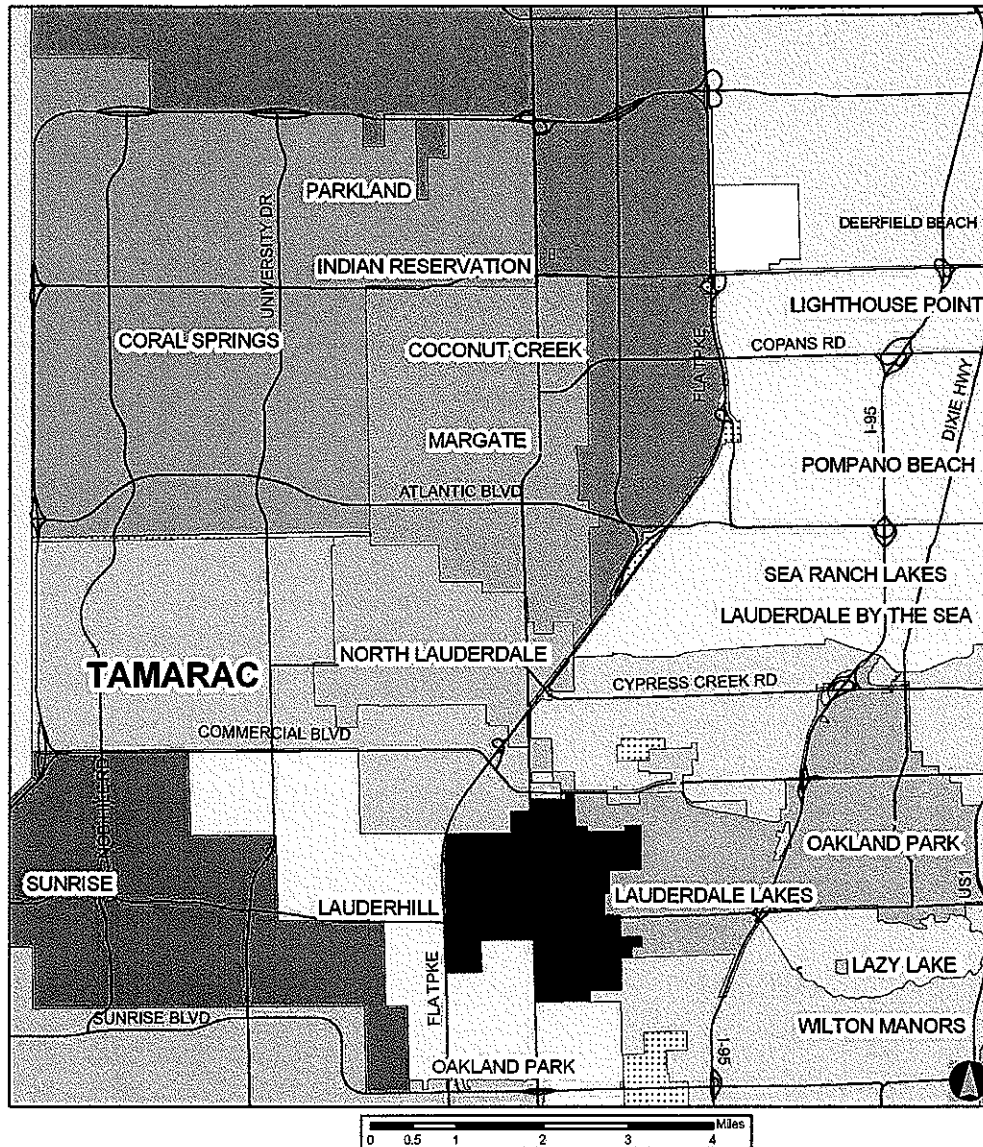 PARKLAND
UNIVERSITY DR
DEERFIELD BEACH
INDIAN RESERVATION
LIGHTHOUSE POINT
CORAL SPRINGS
COCONUT CREEK
FLA TPKE
COPANS RD
MARGATE
I-95
DIXIE HWY
POMPANO BEACH
ATLANTIC BLVD
SEA RANCH LAKES
LAUDERDALE BY THE SEA
NORTH LAUDERDALE
TAMARAC
CYPRESS CREEK RD
COMMERCIAL BLVD
OAKLAND PARK
SUNRISE
LAUDERDALE LAKES
US1
LAUDERHILL
LAZY LAKE
FLA TPKE
SUNRISE BLVD
WILTON MANORS
I-95
OAKLAND PARK
Miles
0 0.5 1 2 3 4